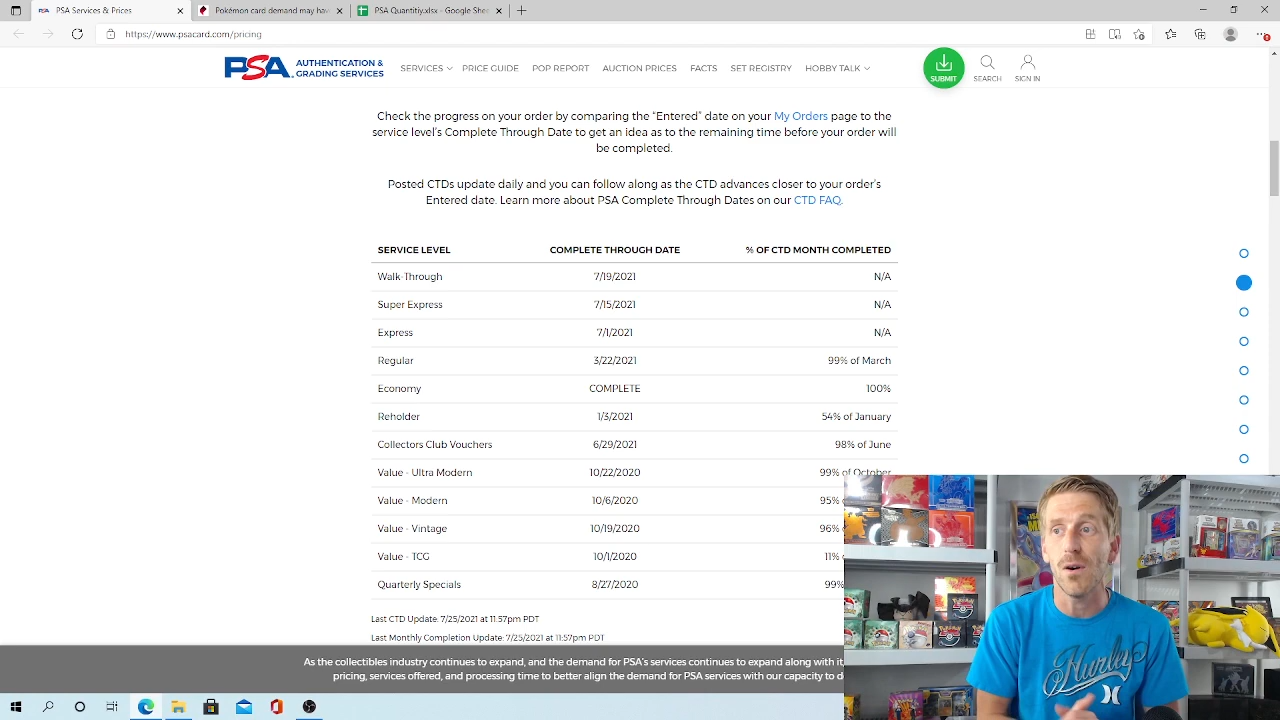 PSA Services & Prices
Pokémon card demand may hav
PSA Quantitiy.xlsx - Google Shee
https://www.psacard.com/pricing
PSA AUTHENTICATION & GRADING SERVICES
SERVICES PRICE GUIDE POP REPORT AUCTION PRICES FACTS SET REGISTRY HOBBY TALK
SUBMIT SEARCH SIGN IN
Check the progress on your order by comparing the "Entered" date on your My Orders page to the
service level's Complete Through Date to get an idea as to the remaining time before your order will
be completed.
Posted CTDs update daily and you can follow along as the CTD advances closer to your order's
Entered date. Learn more about PSA Complete Through Dates on our CTD FAQ.
SERVICE LEVEL COMPLETE THROUGH DATE % OF CTD MONTH COMPLETED
Walk-Through 7/19/2021 N/A
Super Express 7/15/2021 N/A
Express 7/1/2021 N/A
Regular 3/22/2021 99% of March
Economy COMPLETE 100%
Reholder 1/3/2021 54% of January
Collectors Club Vouchers 6/29/2021 98% of June
Value - Ultra Modern 10/22/2020 99% of October
Value - Modern 10/6/2020 95%
Value - Vintage 10/19/2020 96%
Value - TCG 10/1/2020 11%
Quarterly Specials 8/27/2020 99%
Last CTD Update: 7/25/2021 at 11:57pm PDT
Last Monthly Completion Update: 7/25/2021 at 11:57pm PDT
As the collectibles industry continues to expand, and the demand for PSA's services continues to expand along with it
pricing, services offered, and processing time to better align the demand for PSA services with our capacity to d
Hurley